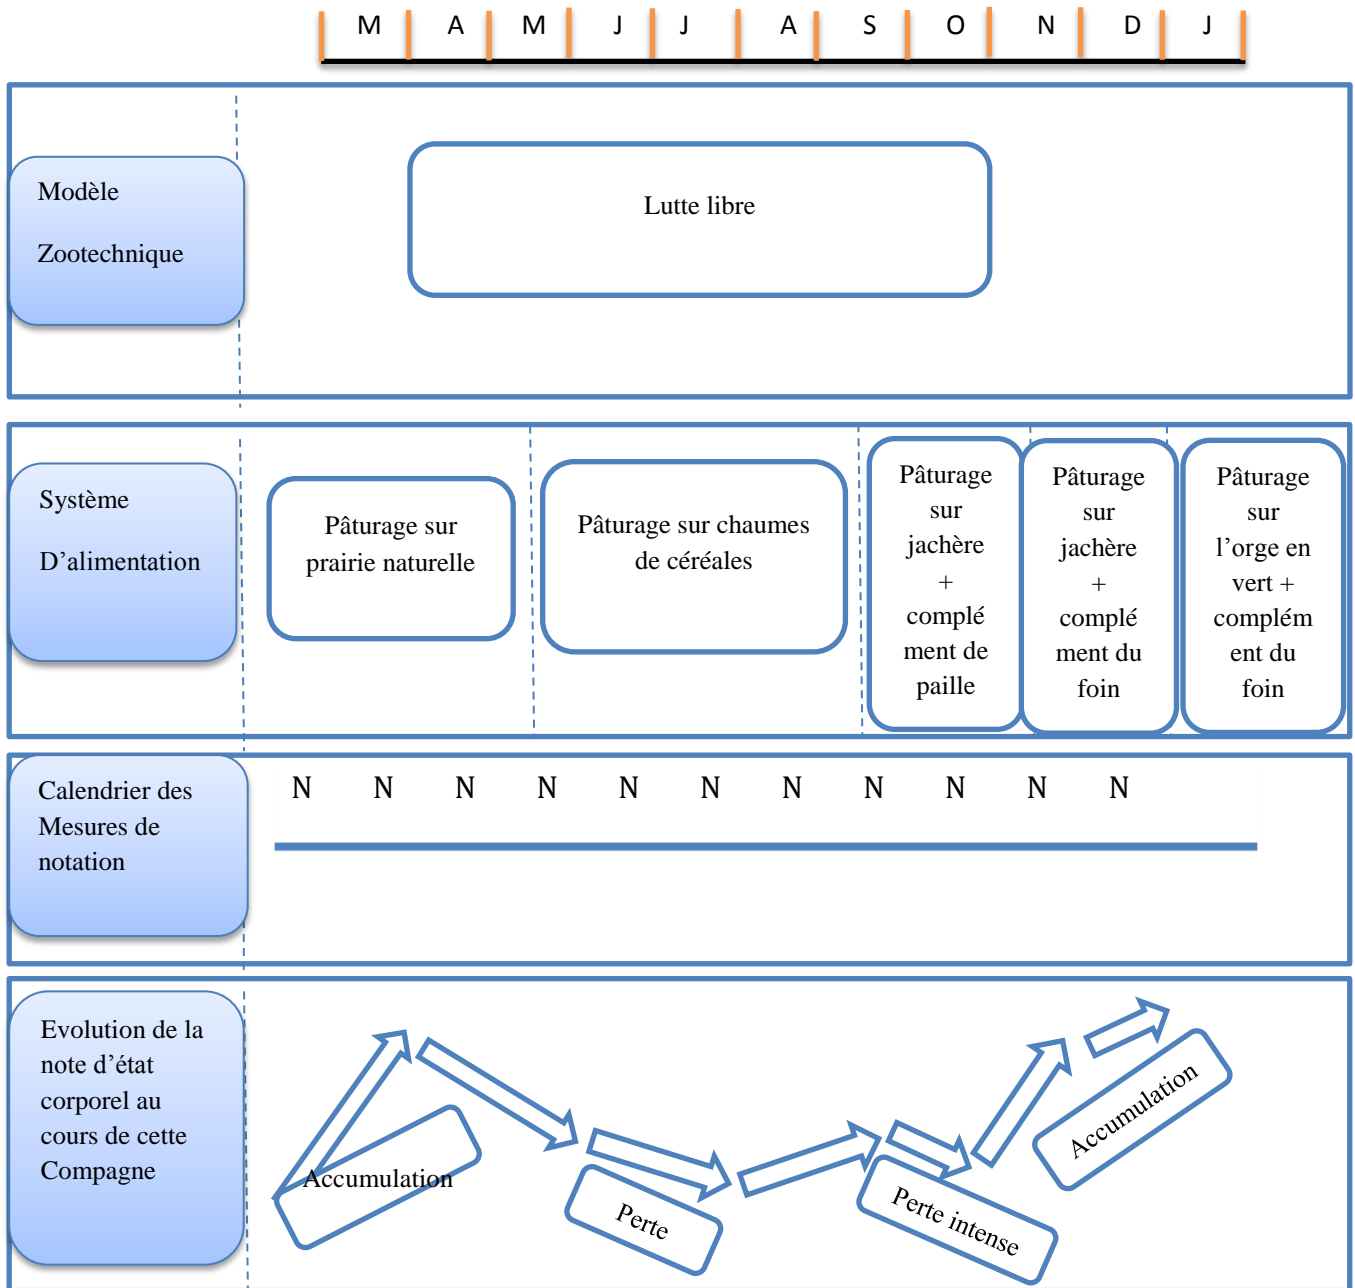 M A M J J A S O N D J
Modèle
Zootechnique
Lutte libre
Système
D’alimentation
Pâturage sur
prairie naturelle
Pâturage sur chaumes
de céréales
Pâturage
sur
jachère
+
complé
ment de
paille
Pâturage
sur
jachère
+
complé
ment du
foin
Pâturage
sur
l’orge en
vert +
complém
ent du
foin
Calendrier des
Mesures de
notation
N N N N N N N N N N N
Evolution de la
note d’état
corporel au
cours de cette
Compagne
Accumulation
Perte
Perte intense
Accumulation